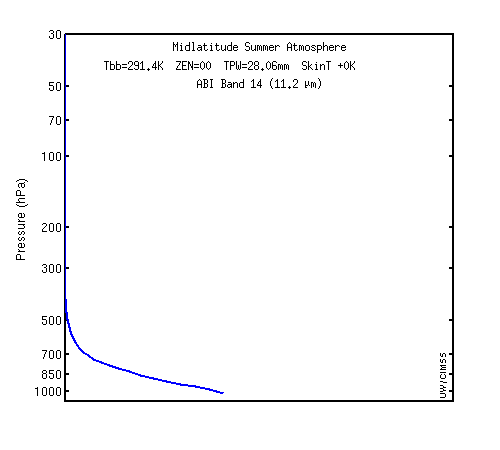 Midlatitude Summer Atmosphere
Tbb=291.4K ZEN=00 TPW=28.06mm SkinT +0K
ABI Band 14 (11.2 µm)
30
50
70
100
200
300
500
700
850
1000
Pressure (hPa)
UW/CIMSS